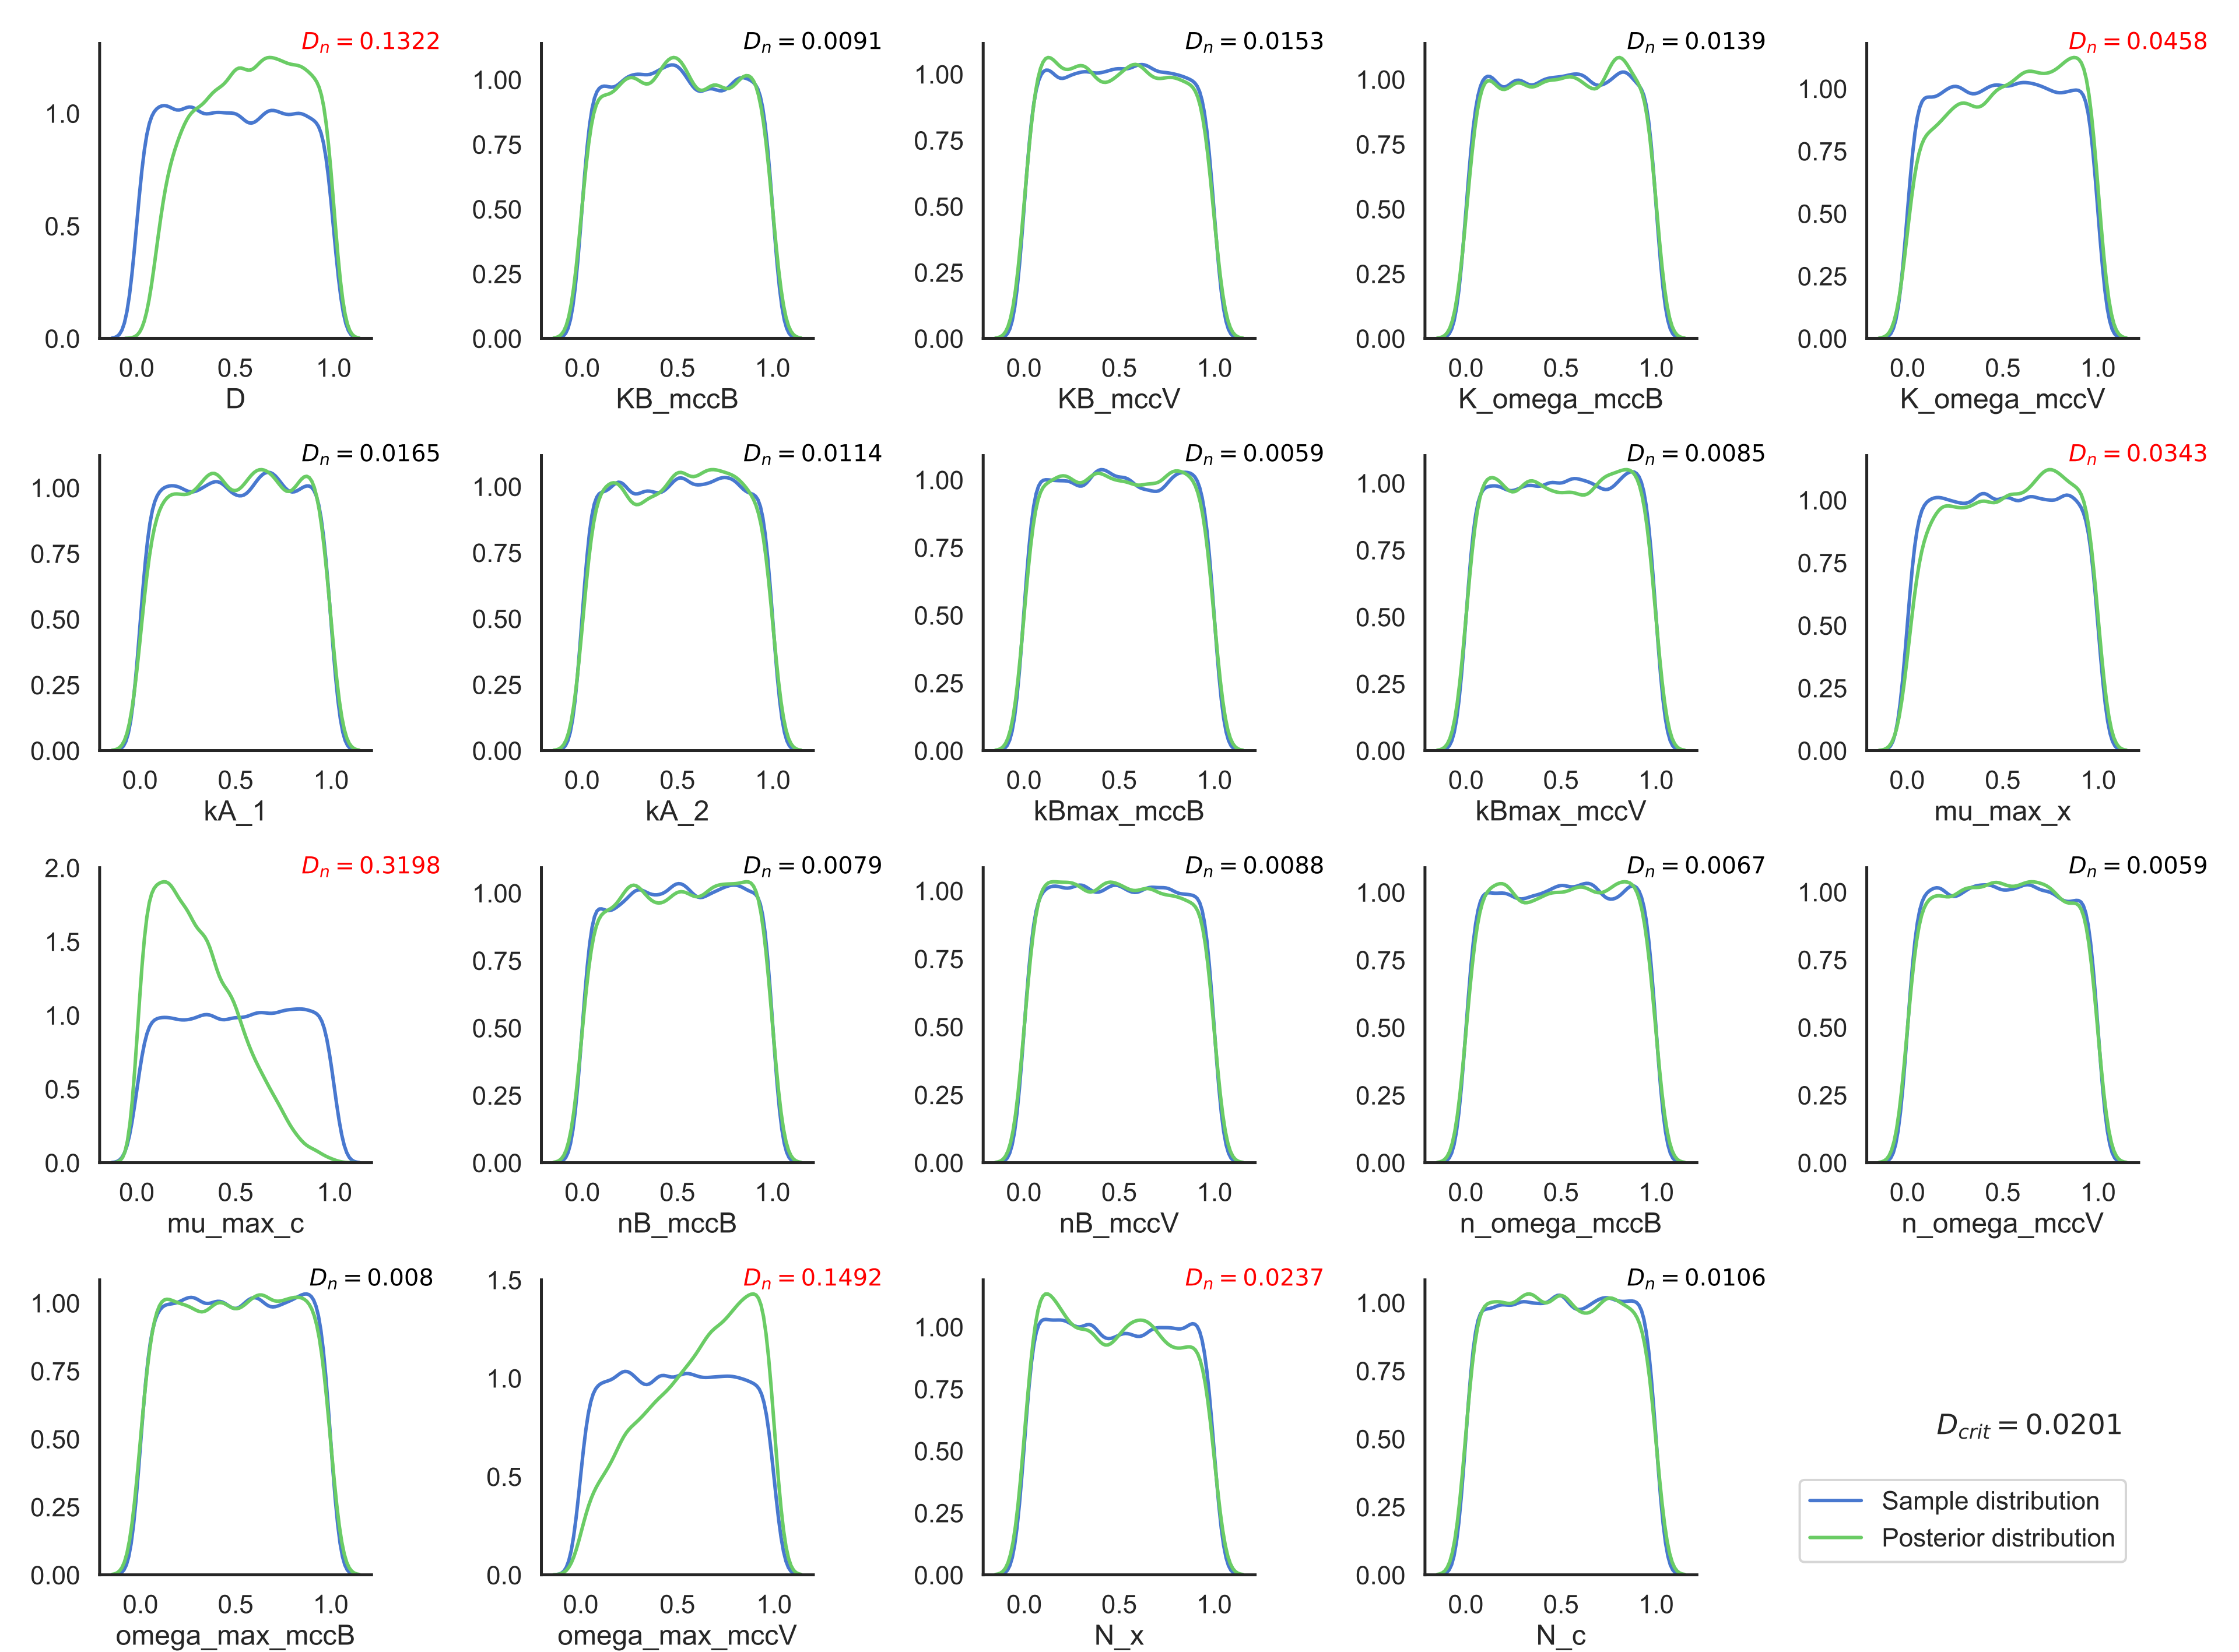 D_n = 0.1322
1.0
0.5
0.0
0.0 0.5 1.0
D
D_n = 0.0091
1.00
0.75
0.50
0.25
0.00
0.0 0.5 1.0
KB_mccB
D_n = 0.0153
1.00
0.75
0.50
0.25
0.00
0.0 0.5 1.0
KB_mccV
D_n = 0.0139
1.00
0.75
0.50
0.25
0.00
0.0 0.5 1.0
K_omega_mccB
D_n = 0.0458
1.00
0.75
0.50
0.25
0.00
0.0 0.5 1.0
K_omega_mccV
D_n = 0.0165
1.00
0.75
0.50
0.25
0.00
0.0 0.5 1.0
kA_1
D_n = 0.0114
1.00
0.75
0.50
0.25
0.00
0.0 0.5 1.0
kA_2
D_n = 0.0059
1.00
0.75
0.50
0.25
0.00
0.0 0.5 1.0
kBmax_mccB
D_n = 0.0085
1.00
0.75
0.50
0.25
0.00
0.0 0.5 1.0
kBmax_mccV
D_n = 0.0343
1.00
0.75
0.50
0.25
0.00
0.0 0.5 1.0
mu_max_x
D_n = 0.3198
2.0
1.5
1.0
0.5
0.0
0.0 0.5 1.0
mu_max_c
D_n = 0.0079
1.00
0.75
0.50
0.25
0.00
0.0 0.5 1.0
nB_mccB
D_n = 0.0088
1.00
0.75
0.50
0.25
0.00
0.0 0.5 1.0
nB_mccV
D_n = 0.0067
1.00
0.75
0.50
0.25
0.00
0.0 0.5 1.0
n_omega_mccB
D_n = 0.0059
1.00
0.75
0.50
0.25
0.00
0.0 0.5 1.0
n_omega_mccV
D_n = 0.008
1.00
0.75
0.50
0.25
0.00
0.0 0.5 1.0
omega_max_mccB
D_n = 0.1492
1.5
1.0
0.5
0.0
0.0 0.5 1.0
omega_max_mccV
D_n = 0.0237
1.00
0.75
0.50
0.25
0.00
0.0 0.5 1.0
N_x
D_n = 0.0106
1.00
0.75
0.50
0.25
0.00
0.0 0.5 1.0
N_c
D_crit = 0.0201
Sample distribution
Posterior distribution